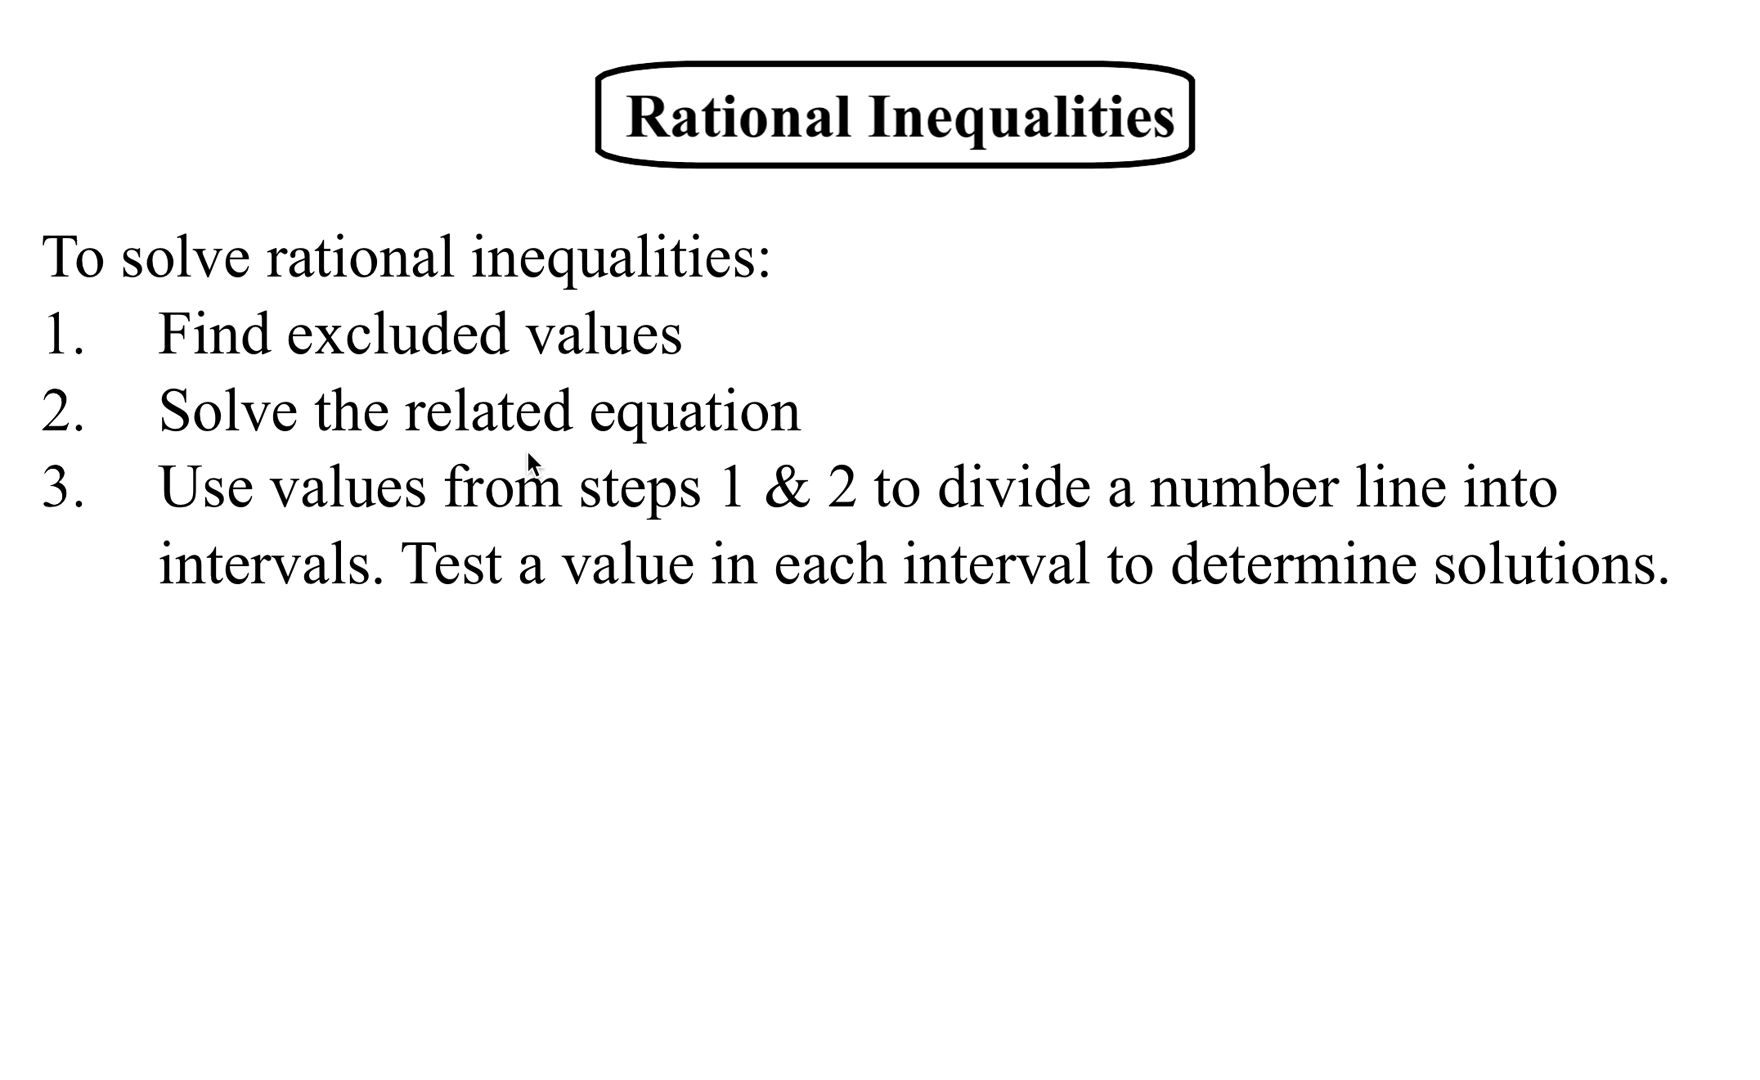 Rational Inequalities
To solve rational inequalities:
1. Find excluded values
2. Solve the related equation
3. Use values from steps 1 & 2 to divide a number line into
intervals. Test a value in each interval to determine solutions.